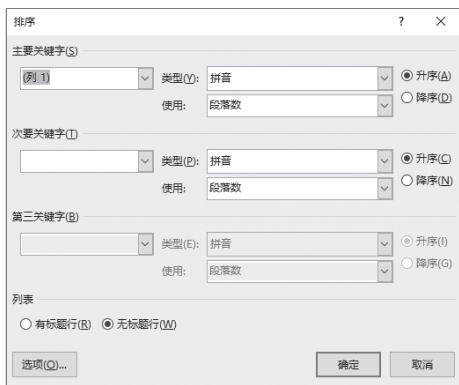 排序 ? ×
主要关键字(S)
(列 1) 类型(Y): 拼音 升序(A)
使用: 段落数 降序(D)
次要关键字(T)
类型(P): 拼音 升序(C)
使用: 段落数 降序(N)
第三关键字(B)
类型(E): 拼音 升序(I)
使用: 段落数 降序(G)
列表
有标题行(R) 无标题行(W)
选项(O)... 确定 取消